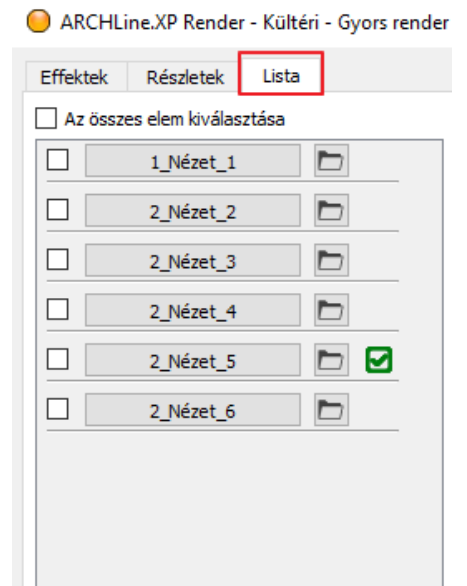 ARCHLine.XP Render - Kültéri - Gyors render
Effektek Részletek Lista
Az összes elem kiválasztása
1_Nézet_1
2_Nézet_2
2_Nézet_3
2_Nézet_4
2_Nézet_5
2_Nézet_6